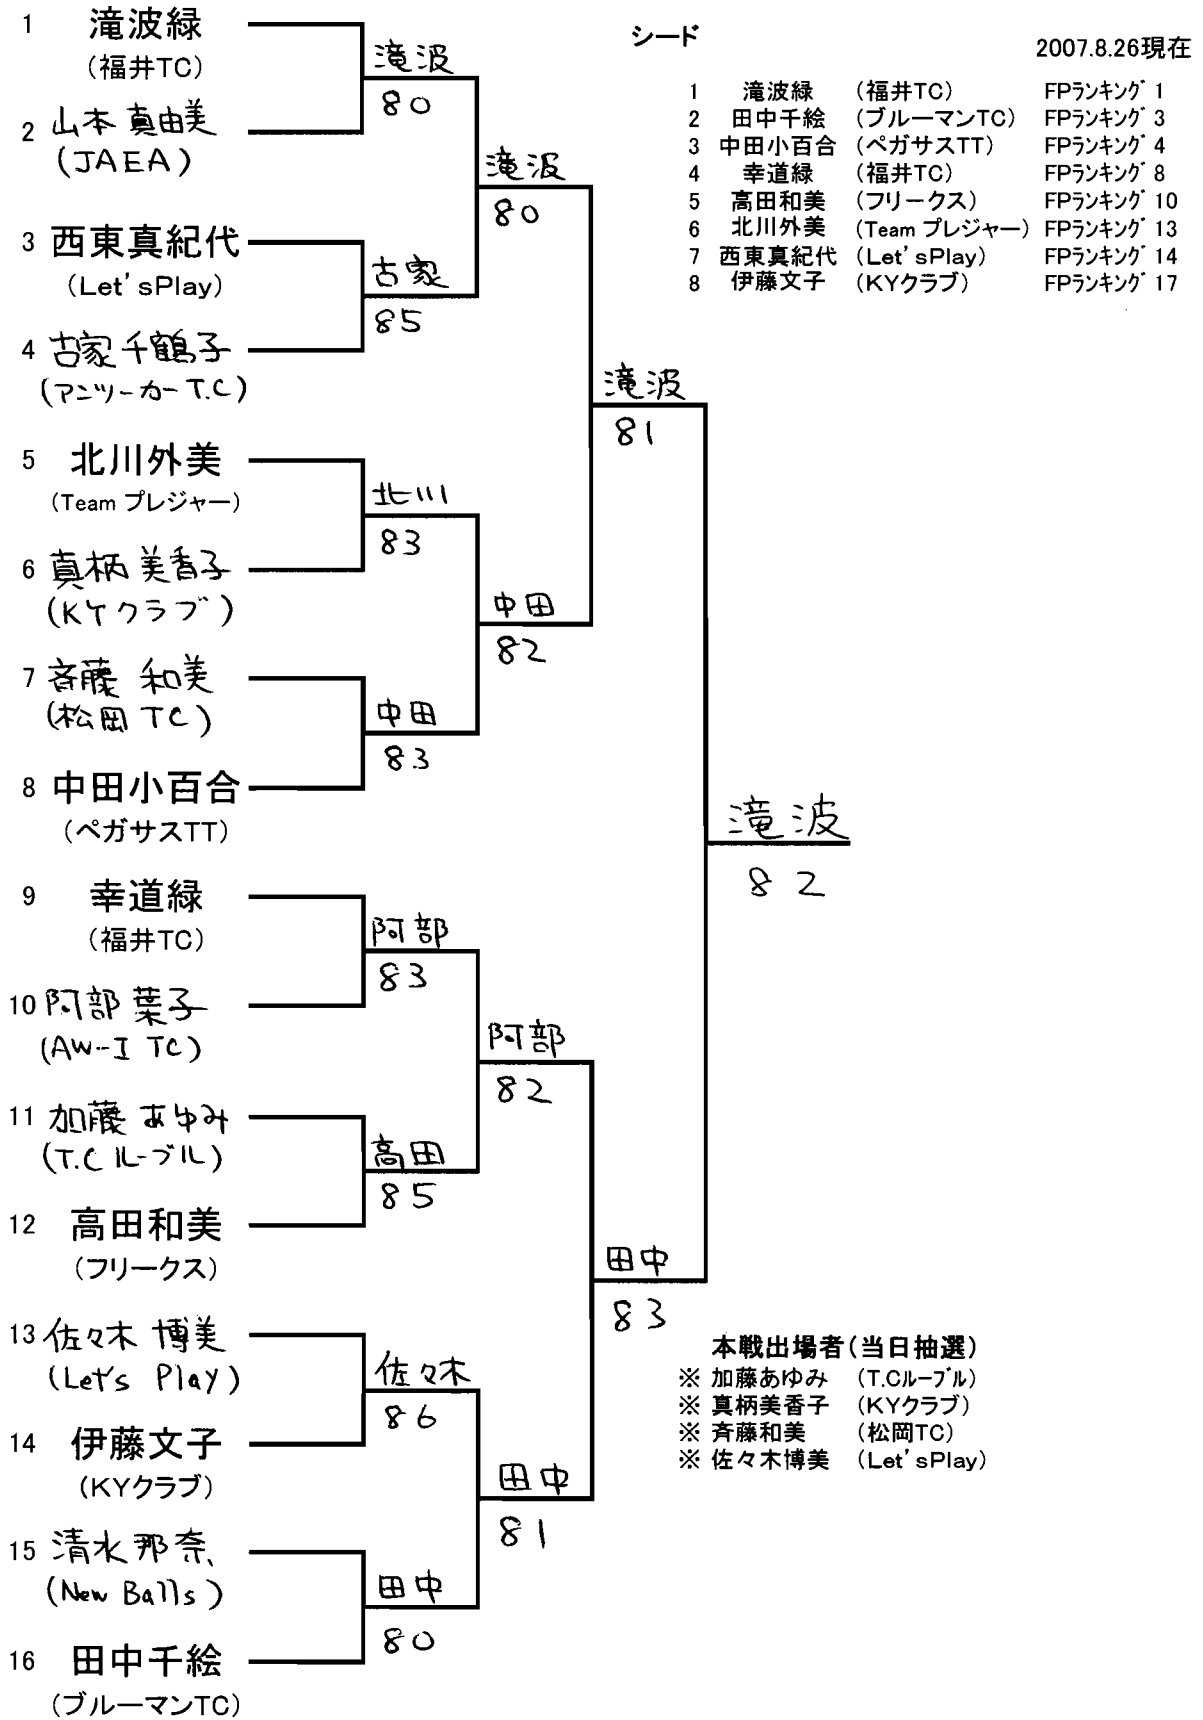 シード
2007.8.26現在
1 滝波緑 (福井TC) FPランキング 1
2 田中千絵 (ブルーマンTC) FPランキング 3
3 中田小百合 (ペガサスTT) FPランキング 4
4 幸道緑 (福井TC) FPランキング 8
5 高田和美 (フリークス) FPランキング 10
6 北川外美 (Team プレジャー) FPランキング 13
7 西東真紀代 (Let'sPlay) FPランキング 14
8 伊藤文子 (KYクラブ) FPランキング 17
1 滝波緑
(福井TC)
2 山本 真由美
(JAEA)
3 西東真紀代
(Let'sPlay)
4 古家千鶴子
(アンツーカーT.C)
5 北川外美
(Team プレジャー)
6 真柄 美香子
(KYクラブ)
7 斉藤 和美
(松岡 TC)
8 中田小百合
(ペガサスTT)
9 幸道緑
(福井TC)
10 阿部 葉子
(AW-I TC)
11 加藤 あゆみ
(T.C ルーブル)
12 高田和美
(フリークス)
13 佐々木 博美
(Let's Play)
14 伊藤文子
(KYクラブ)
15 清水 那奈
(New Balls)
16 田中千絵
(ブルーマンTC)
滝波
80
古家
85
北川
83
中田
83
阿部
83
高田
85
佐々木
86
田中
80
滝波
80
中田
82
阿部
82
田中
81
滝波
81
田中
83
滝波
82
本戦出場者(当日抽選)
※ 加藤あゆみ (T.Cルーブル)
※ 真柄美香子 (KYクラブ)
※ 斉藤和美 (松岡TC)
※ 佐々木博美 (Let'sPlay)